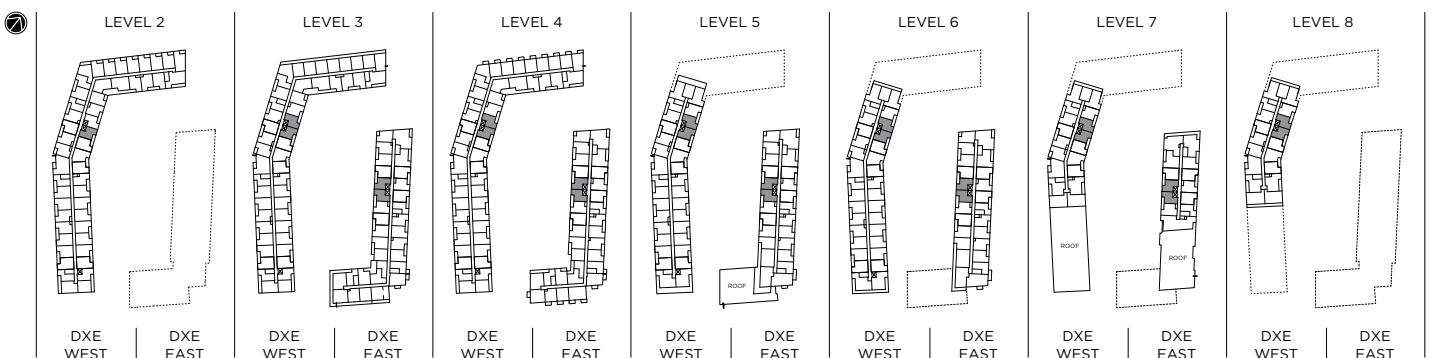 LEVEL 2
LEVEL 3
LEVEL 4
LEVEL 5
LEVEL 6
LEVEL 7
LEVEL 8
ROOF
ROOF
ROOF
DXE
WEST
DXE
EAST
DXE
WEST
DXE
EAST
DXE
WEST
DXE
EAST
DXE
WEST
DXE
EAST
DXE
WEST
DXE
EAST
DXE
WEST
DXE
EAST
DXE
WEST
DXE
EAST